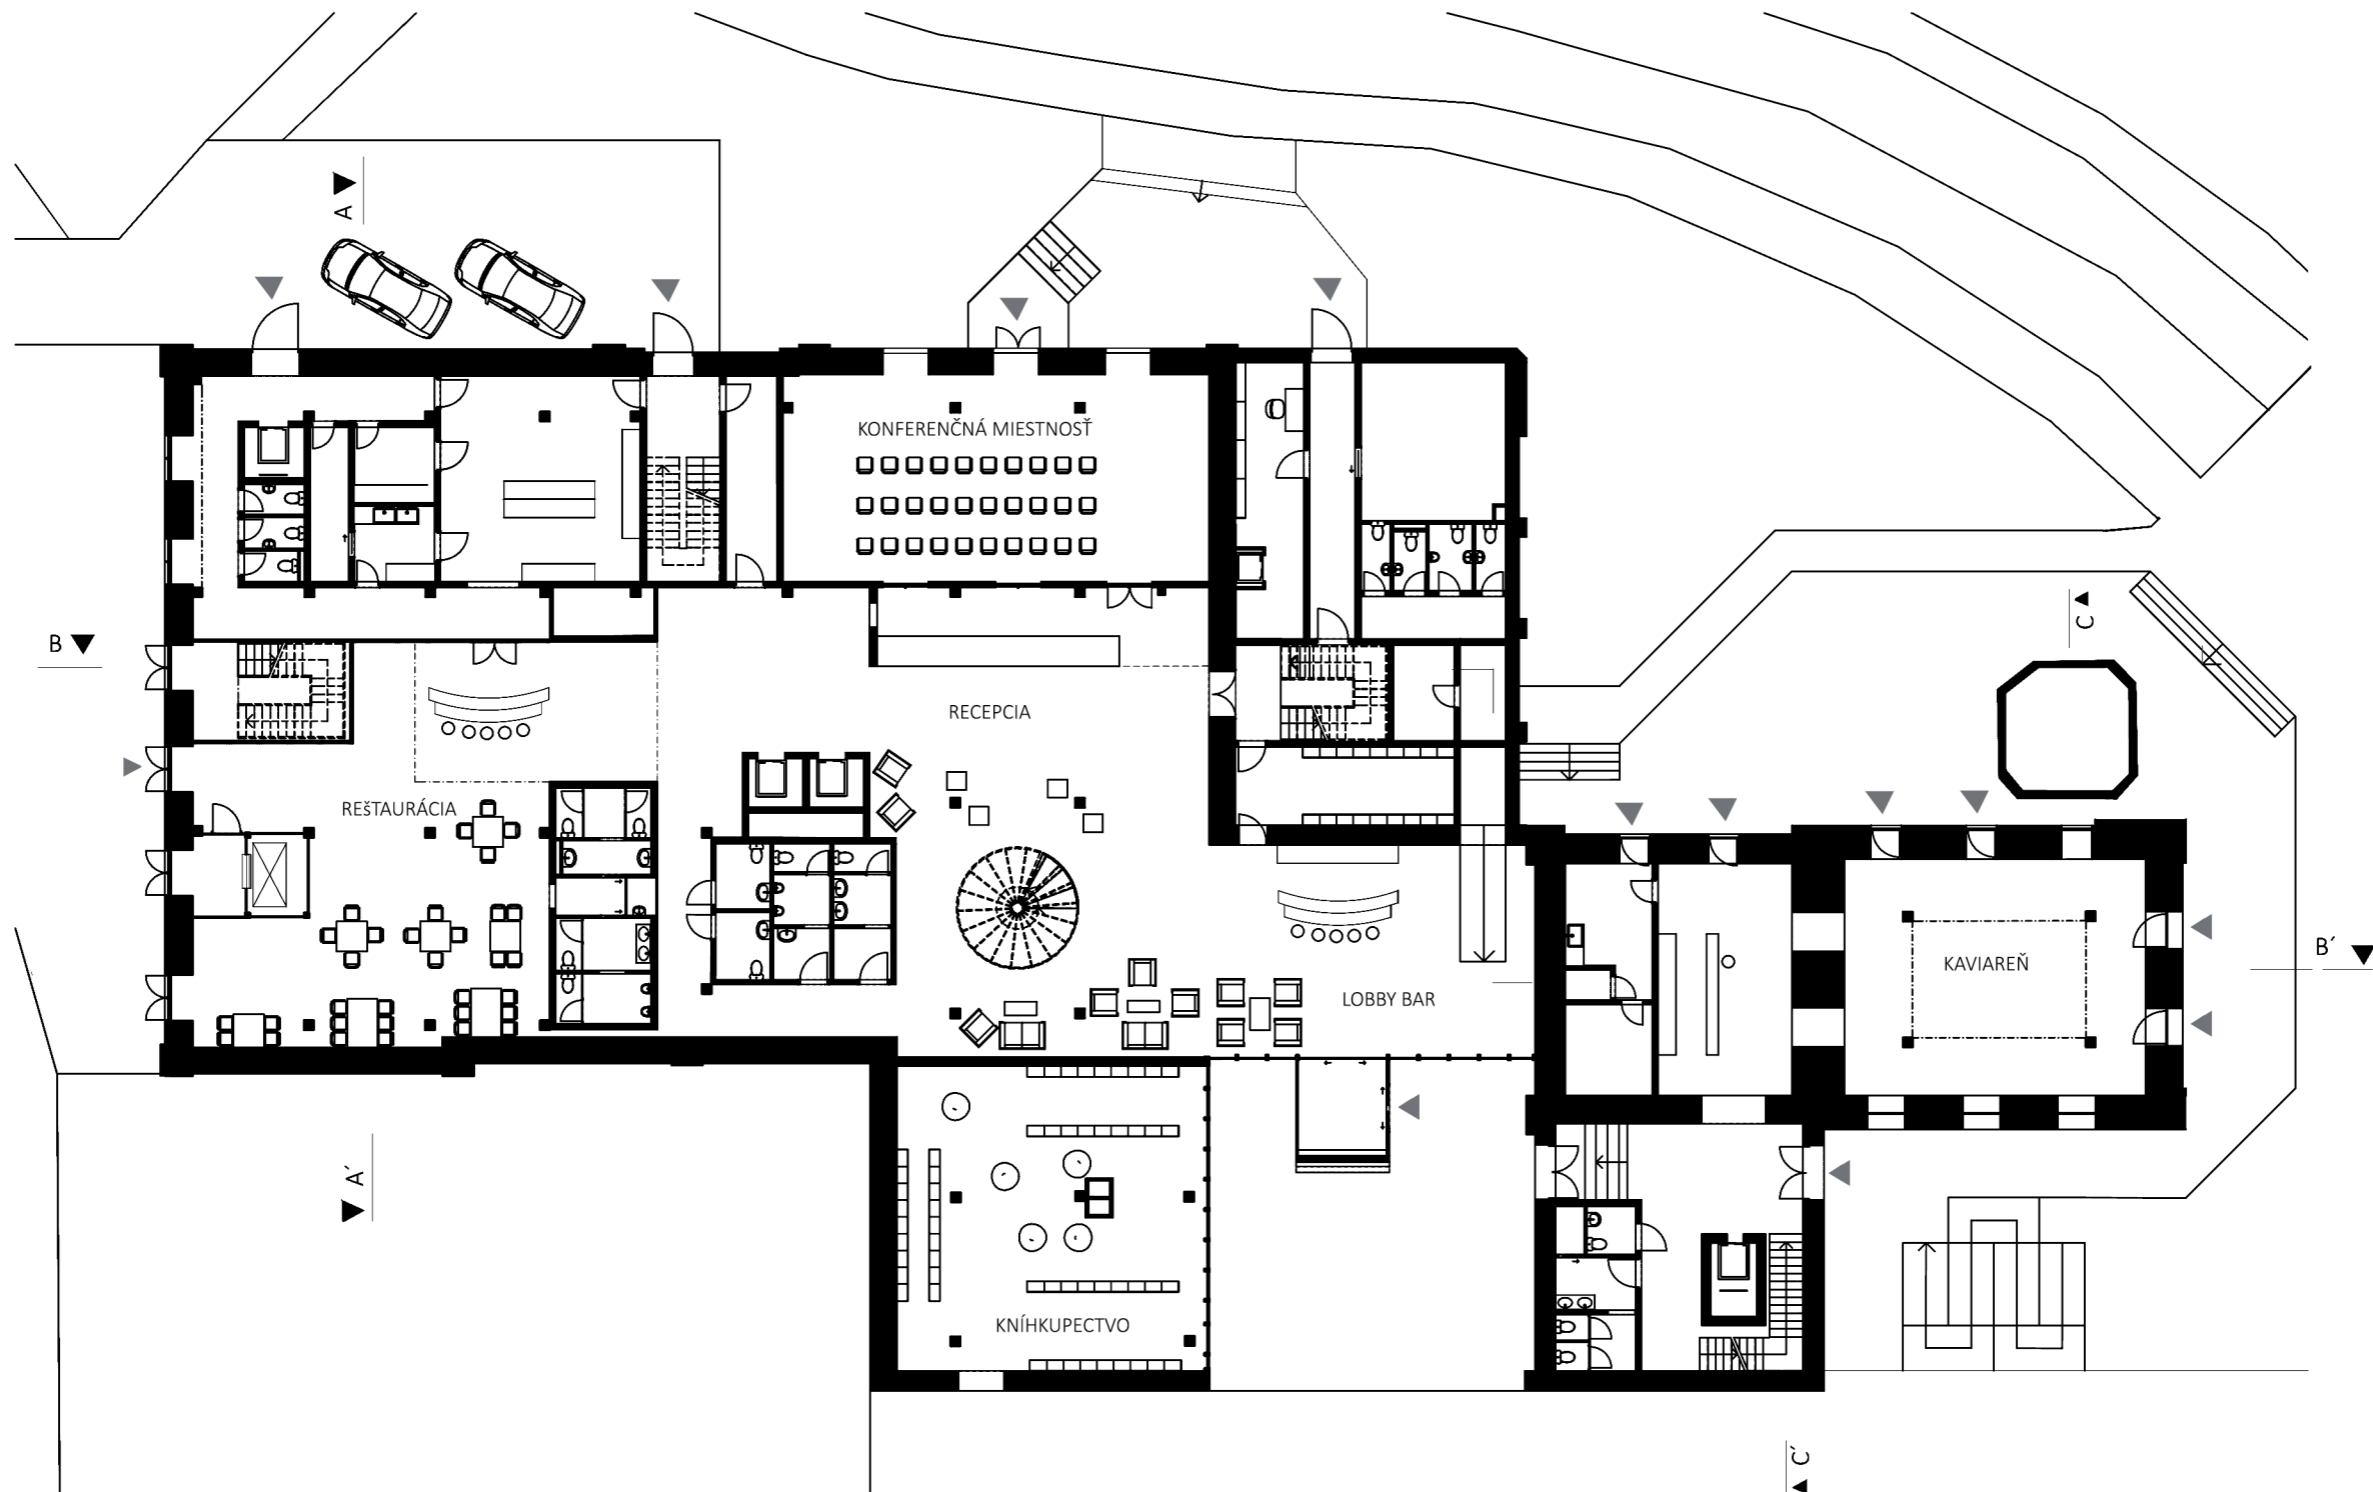 A
KONFERENČNÁ MIESTNOSŤ
B
C
RECEPCIA
REšTAURÁCIA
B´
KAVIAREŇ
LOBBY BAR
A´
KNÍHKUPECTVO
C´